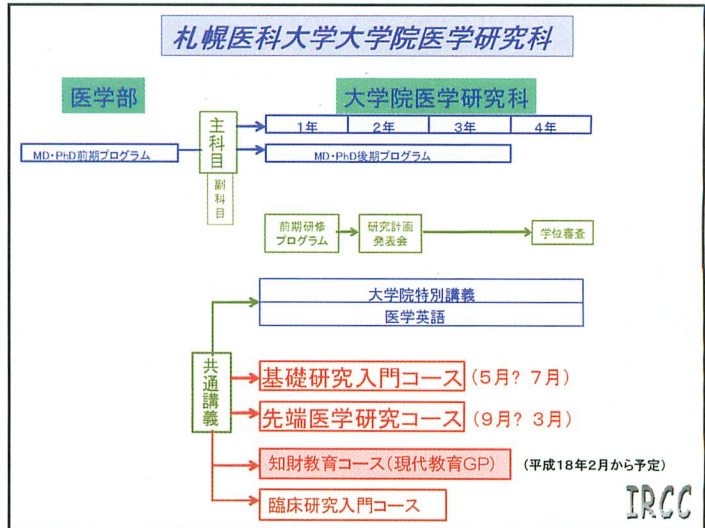 札幌医科大学大学院医学研究科
医学部
大学院医学研究科
主科目
1年 2年 3年 4年
MD・PhD前期プログラム
MD・PhD後期プログラム
副科目
前期研修
プログラム
研究計画
発表会
学位審査
大学院特別講義
医学英語
共通講義
基礎研究入門コース (5月? 7月)
先端医学研究コース (9月? 3月)
知財教育コース(現代教育GP) (平成18年2月から予定)
臨床研究入門コース
IRCC